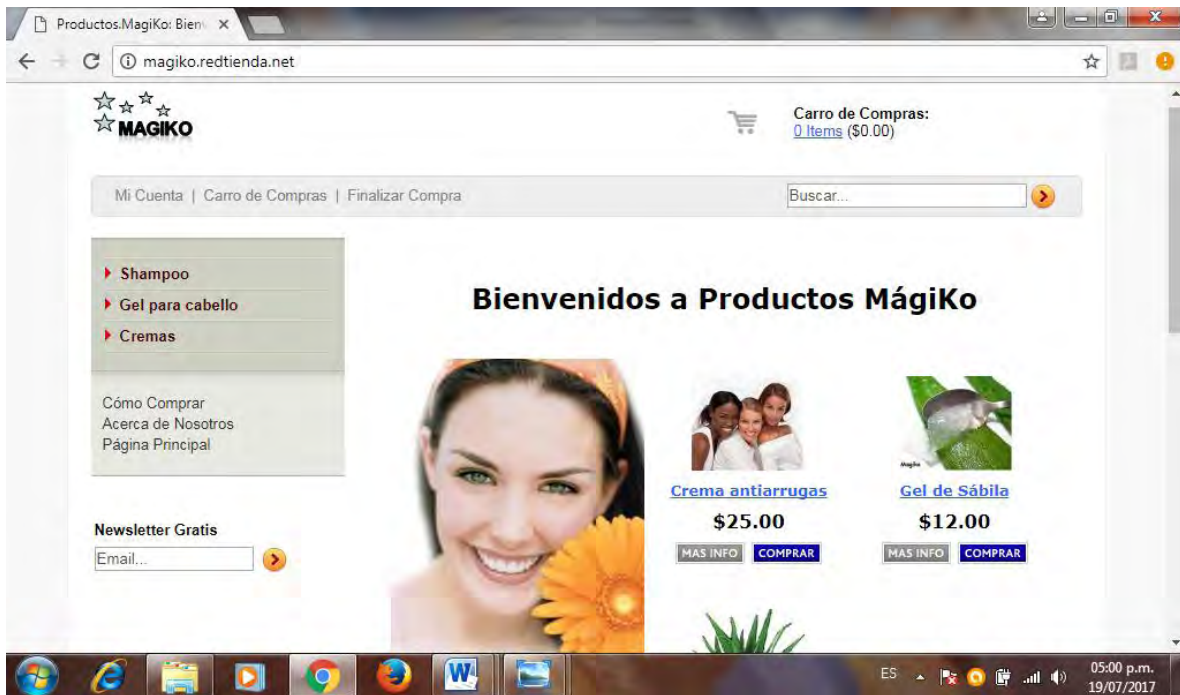 Productos.MagiKo: Bien
magiko.redtienda.net
MAGIKO
Carro de Compras:
0 Items ($0.00)
Mi Cuenta | Carro de Compras | Finalizar Compra
Buscar...
Shampoo
Gel para cabello
Cremas
Cómo Comprar
Acerca de Nosotros
Página Principal
Newsletter Gratis
Email...
Bienvenidos a Productos MágiKo
Crema antiarrugas
$25.00
MAS INFO COMPRAR
MagiKo
Gel de Sábila
$12.00
MAS INFO COMPRAR
ES
05:00 p.m.
19/07/2017